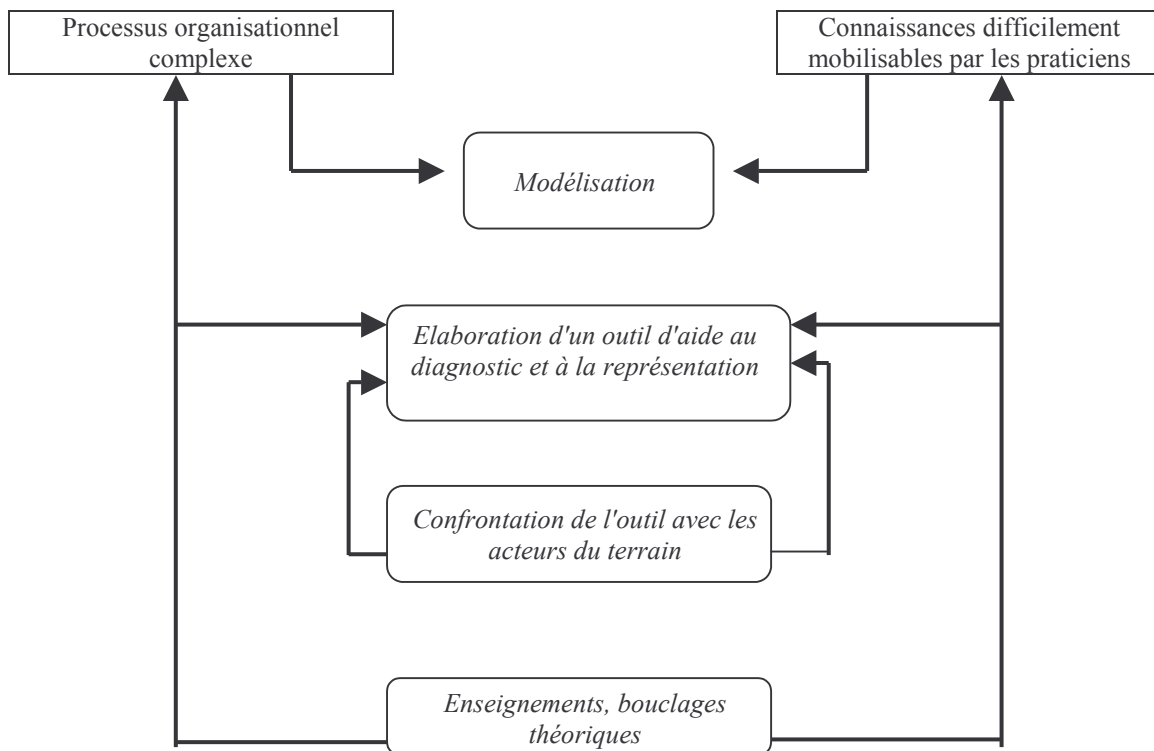 Processus organisationnel
complexe
Connaissances difficilement
mobilisables par les praticiens
Modélisation
Elaboration d'un outil d'aide au
diagnostic et à la représentation
Confrontation de l'outil avec les
acteurs du terrain
Enseignements, bouclages
théoriques